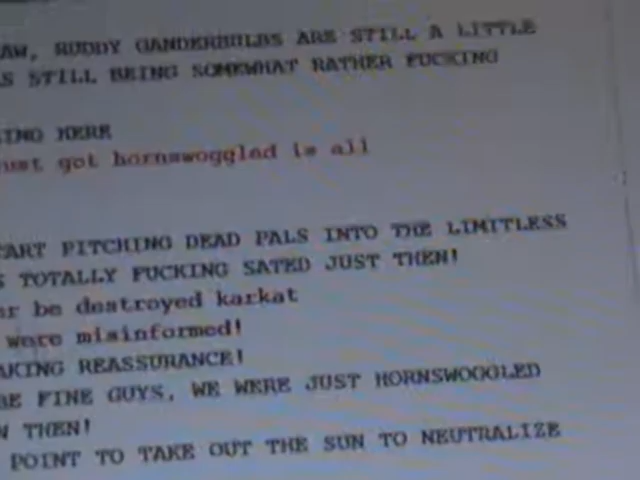 AW, RUDDY GANDERBULBS ARE STILL A LITTLE
S STILL BEING SOMEWHAT RATHER FUCKING
ING HERE
ust got hornswoggled is all
TART PITCHING DEAD PALS INTO THE LIMITLESS
S TOTALLY FUCKING SATED JUST THEN!
er be destroyed karkat
were misinformed!
AKING REASSURANCE!
BE FINE GUYS, WE WERE JUST HORNSWOGGLED
N THEN!
POINT TO TAKE OUT THE SUN TO NEUTRALIZE